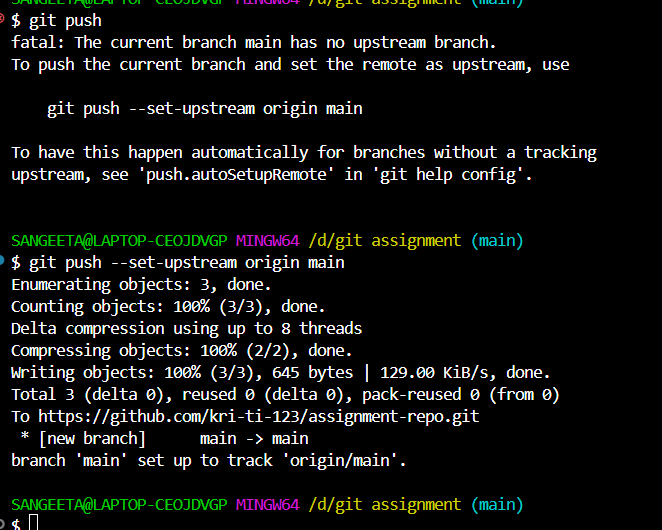 SANGEETA@LAPTOP-CEOJDVGP MINGW64 /d/git assignment (main)
$ git push
fatal: The current branch main has no upstream branch.
To push the current branch and set the remote as upstream, use
git push --set-upstream origin main
To have this happen automatically for branches without a tracking
upstream, see 'push.autoSetupRemote' in 'git help config'.
SANGEETA@LAPTOP-CEOJDVGP MINGW64 /d/git assignment (main)
$ git push --set-upstream origin main
Enumerating objects: 3, done.
Counting objects: 100% (3/3), done.
Delta compression using up to 8 threads
Compressing objects: 100% (2/2), done.
Writing objects: 100% (3/3), 645 bytes | 129.00 KiB/s, done.
Total 3 (delta 0), reused 0 (delta 0), pack-reused 0 (from 0)
To https://github.com/kri-ti-123/assignment-repo.git
* [new branch]      main -> main
branch 'main' set up to track 'origin/main'.
SANGEETA@LAPTOP-CEOJDVGP MINGW64 /d/git assignment (main)
$